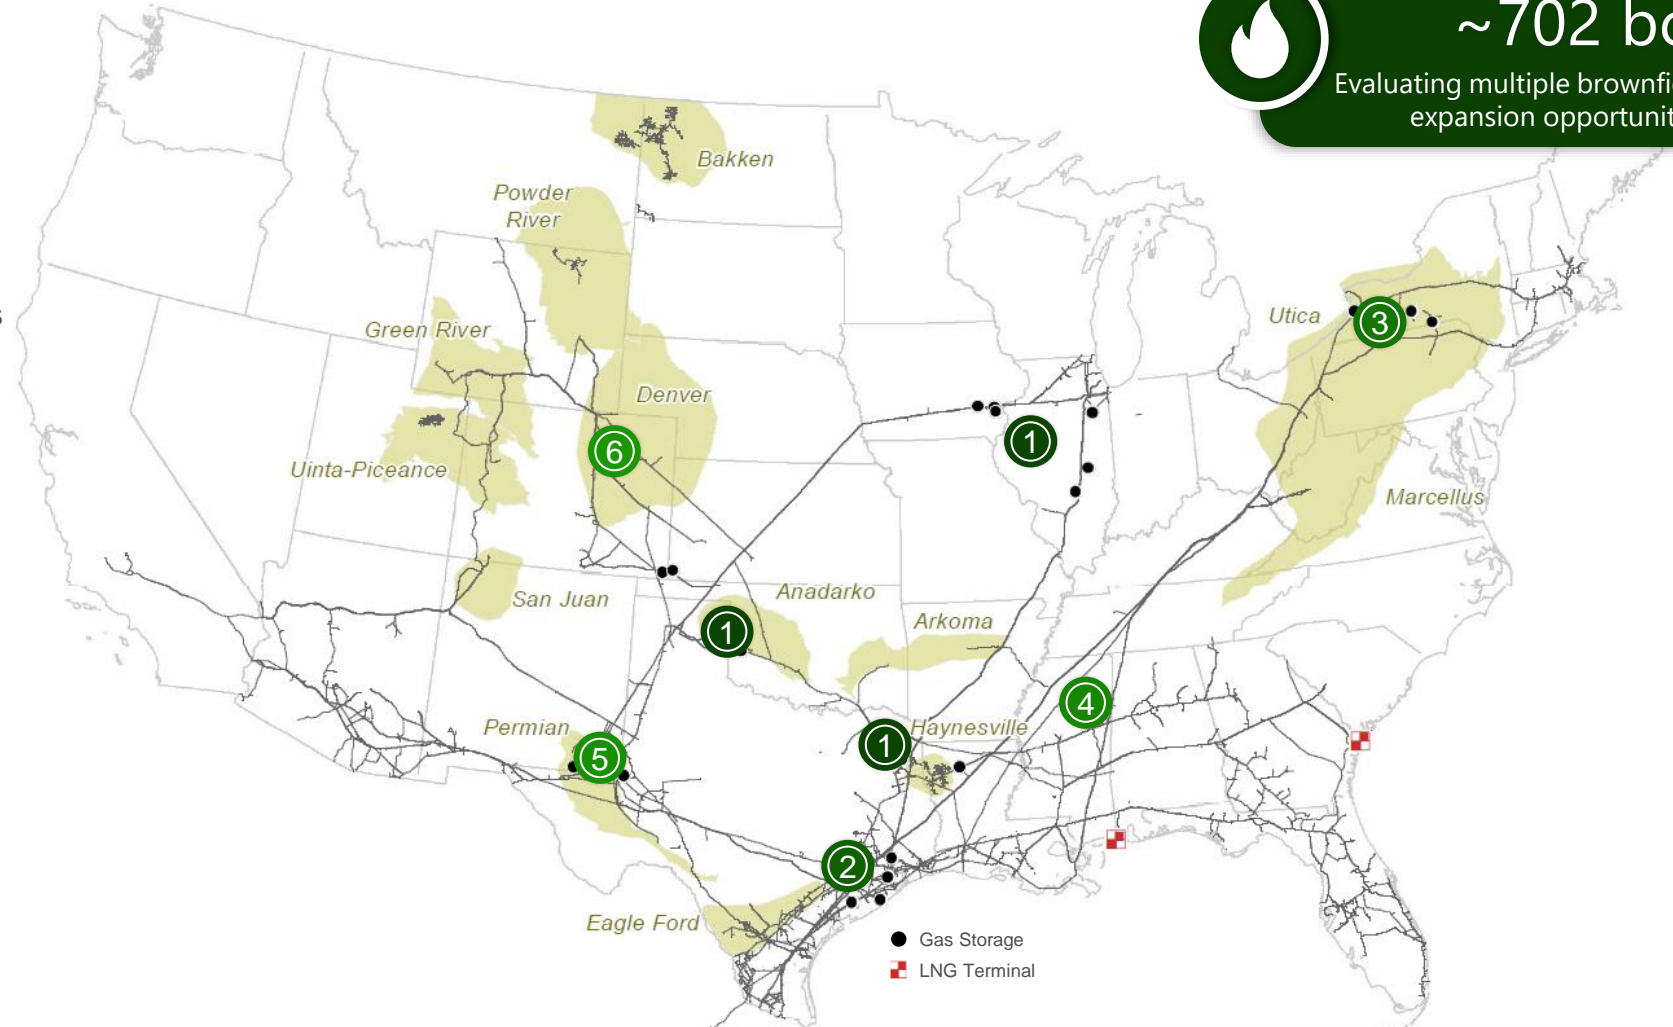 ~702 bc
Evaluating multiple brownfi
expansion opportunit
s
Bakken
Powder
River
Green River
Utica
3
Denver
1
6
Uinta-Piceance
Marcellus
San Juan
Anadarko
Arkoma
1
4
Permian
Haynesville
5
1
2
Eagle Ford
Gas Storage
LNG Terminal